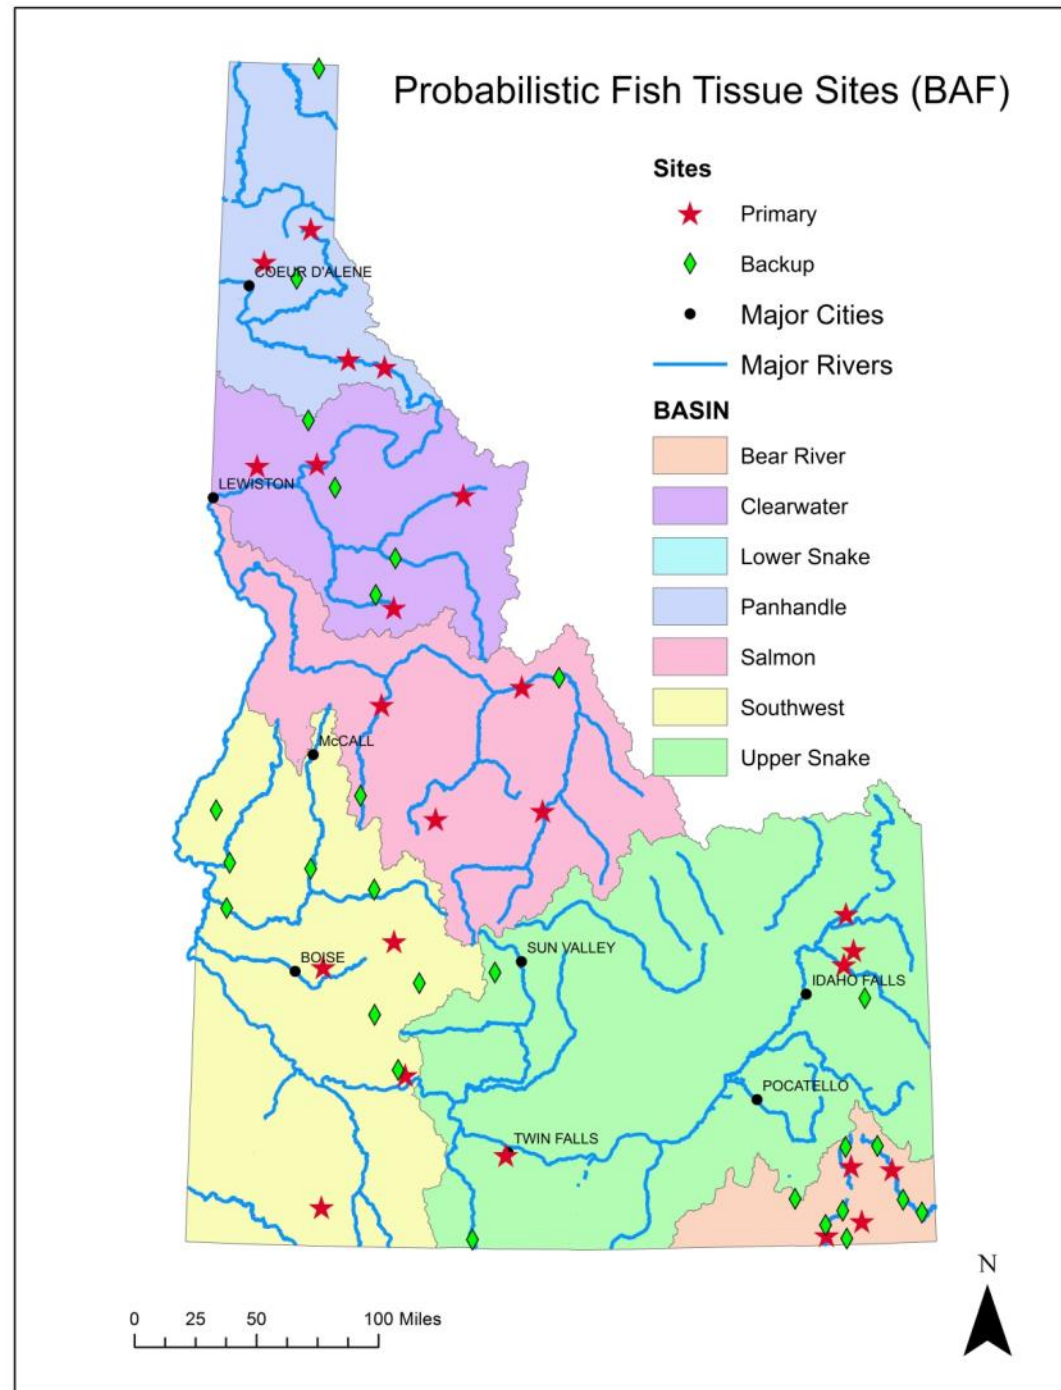 Probabilistic Fish Tissue Sites (BAF)
Sites
Primary
Backup
Major Cities
Major Rivers
BASIN
Bear River
Clearwater
Lower Snake
Panhandle
Salmon
Southwest
Upper Snake
COEUR D'ALENE
LEWISTON
McCALL
BOISE
SUN VALLEY
IDAHO FALLS
POCATELLO
TWIN FALLS
N
0 25 50 100 Miles